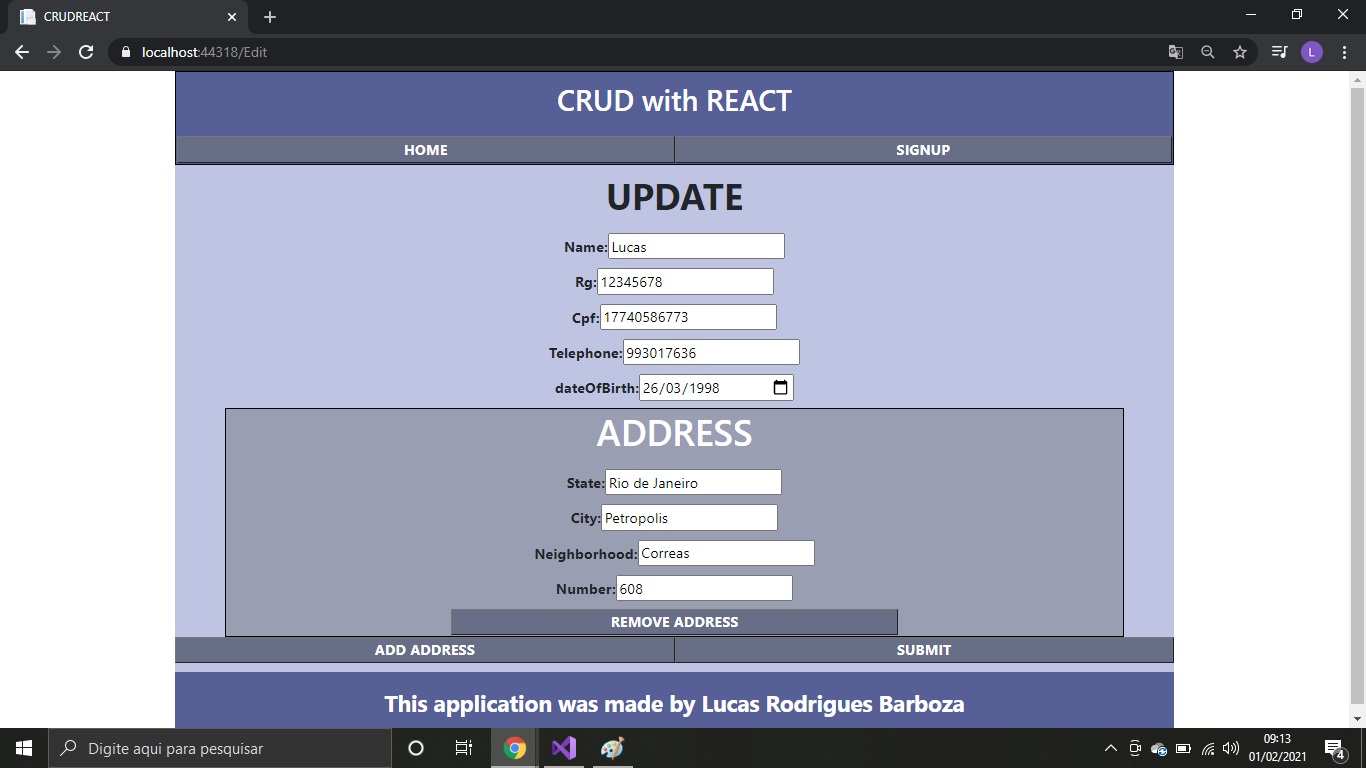 CRUDREACT
localhost:44318/Edit
L
CRUD with REACT
HOME SIGNUP
UPDATE
Name: Lucas
Rg: 12345678
Cpf: 17740586773
Telephone: 993017636
dateOfBirth: 26/03/1998
ADDRESS
State: Rio de Janeiro
City: Petropolis
Neighborhood: Correas
Number: 608
REMOVE ADDRESS
ADD ADDRESS SUBMIT
This application was made by Lucas Rodrigues Barboza
Digite aqui para pesquisar
09:13
01/02/2021
4